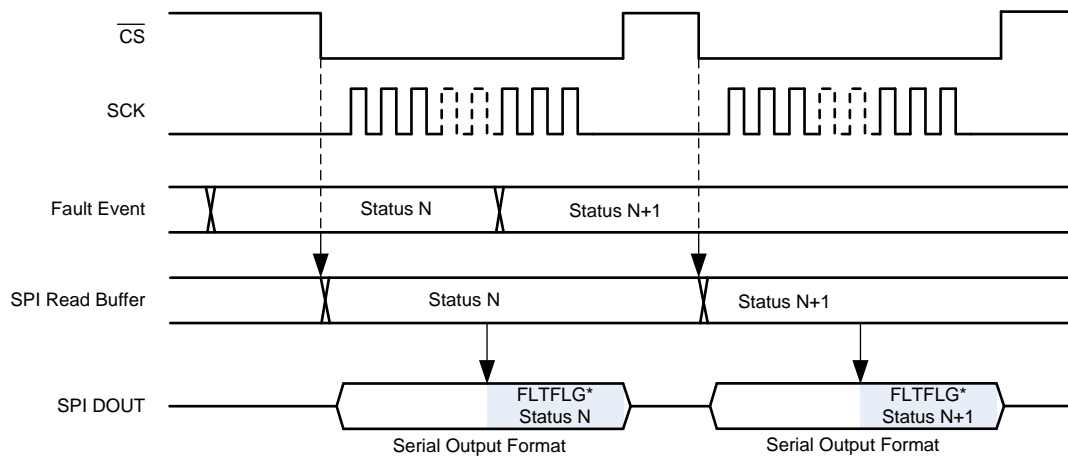 CS
SCK
Fault Event
Status N
Status N+1
SPI Read Buffer
Status N
Status N+1
SPI DOUT
FLTFLG*
Status N
FLTFLG*
Status N+1
Serial Output Format
Serial Output Format